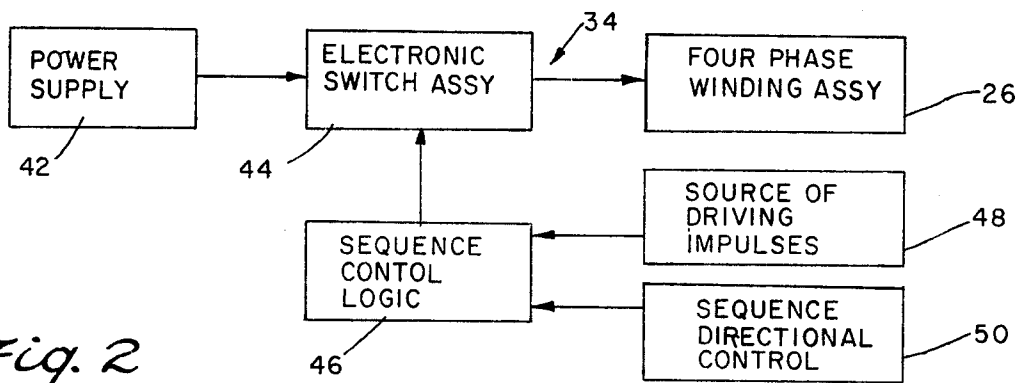 34
POWER
SUPPLY
ELECTRONIC
SWITCH ASSY
FOUR PHASE
WINDING ASSY
26
42
44
SOURCE OF
DRIVING
IMPULSES
48
SEQUENCE
CONTOL
LOGIC
46
SEQUENCE
DIRECTIONAL
CONTROL
50
Fig. 2